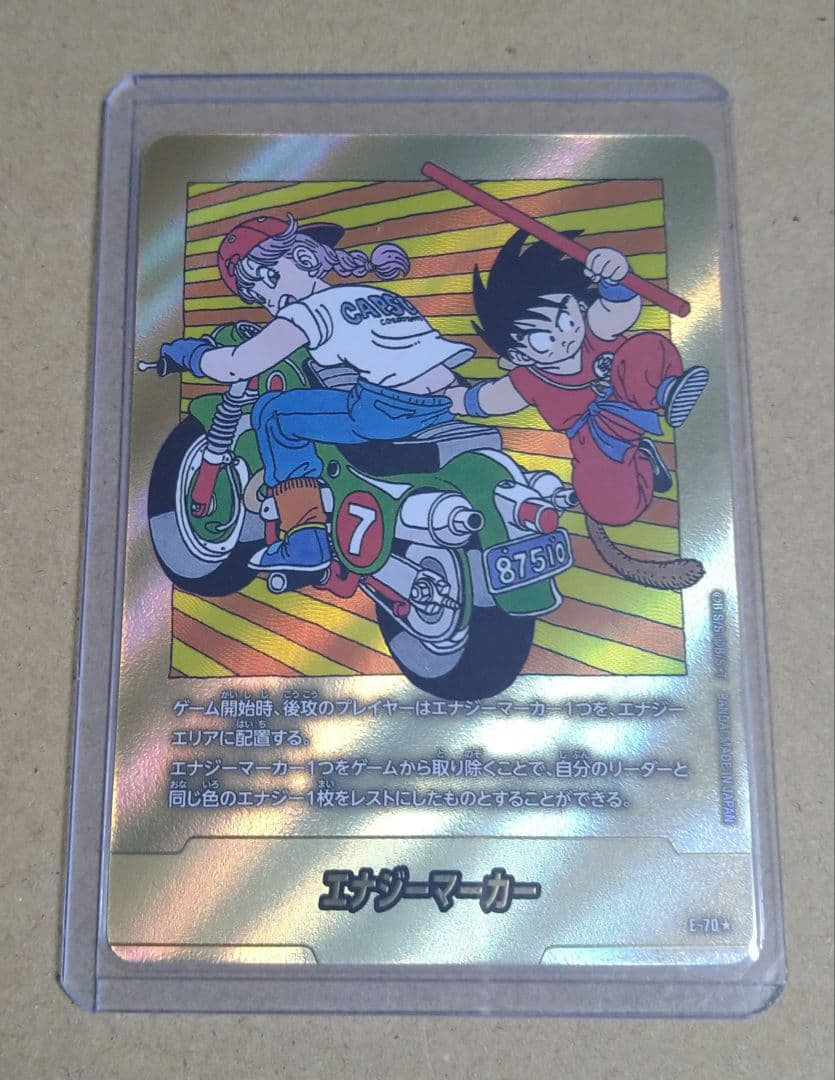 CAPS
7
87510
ゲーム開始時、後攻のプレイヤーはエナジーマーカー1つを、エナジー
エリアに配置する。
エナジーマーカー1つをゲームから取り除くことで、自分のリーダーと
同じ色のエナジー1枚をレストにしたものとすることができる。
BANDAI MADE IN JAPAN
エナジーマーカー
E-70★